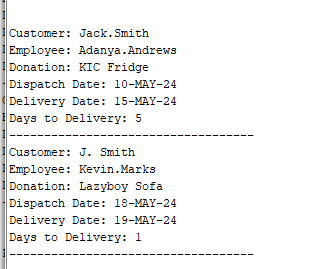 Customer: Jack.Smith
Employee: Adanya.Andrews
Donation: KIC Fridge
Dispatch Date: 10-MAY-24
Delivery Date: 15-MAY-24
Days to Delivery: 5
-----------------------------------
Customer: J. Smith
Employee: Kevin.Marks
Donation: Lazyboy Sofa
Dispatch Date: 18-MAY-24
Delivery Date: 19-MAY-24
Days to Delivery: 1
-----------------------------------